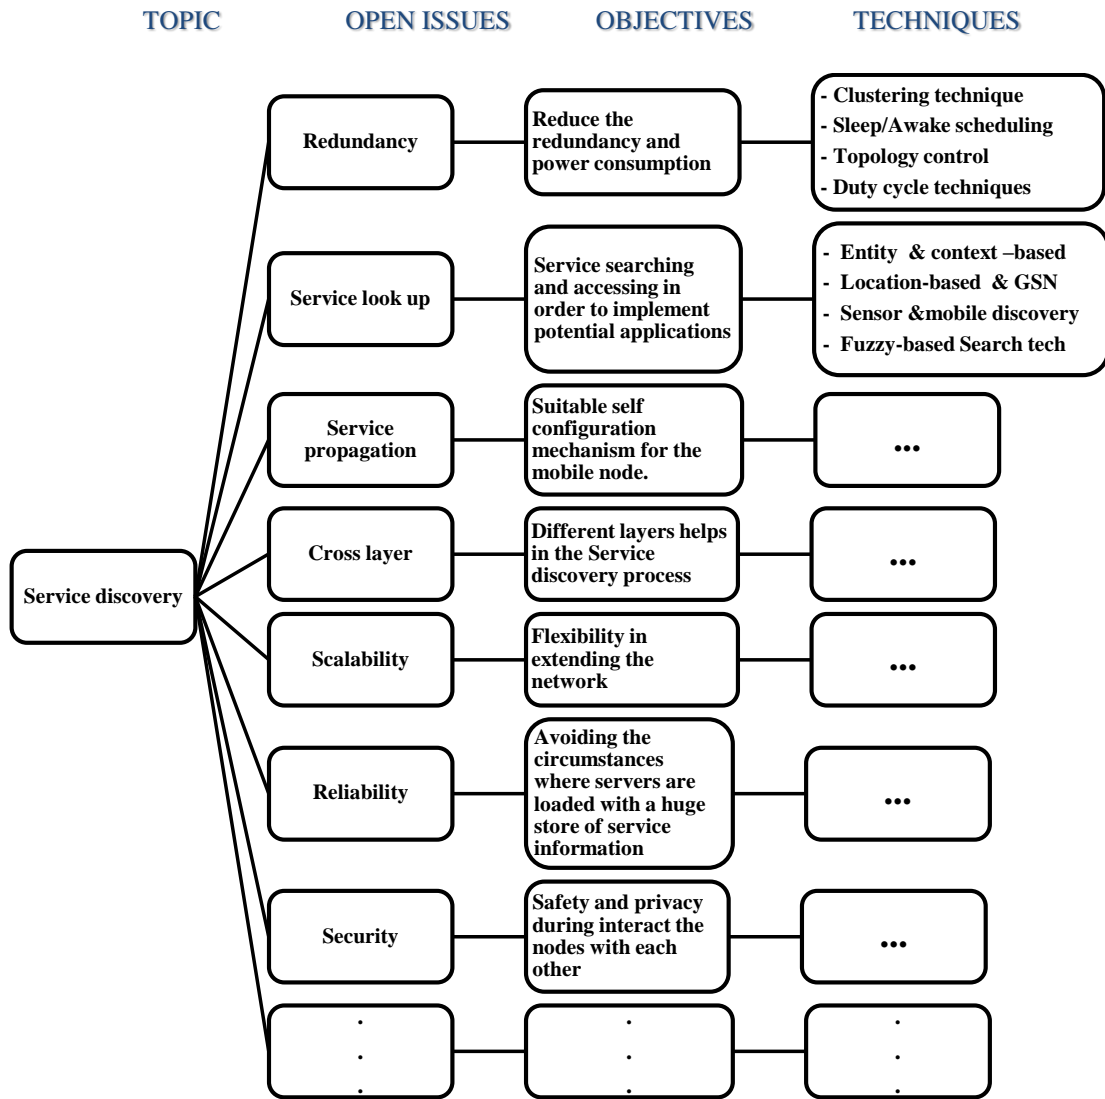 TOPIC OPEN ISSUES OBJECTIVES TECHNIQUES
Service discovery
Redundancy
Reduce the
redundancy and
power consumption
- Clustering technique
- Sleep/Awake scheduling
- Topology control
- Duty cycle techniques
Service look up
Service searching
and accessing in
order to implement
potential applications
- Entity & context –based
- Location-based & GSN
- Sensor &mobile discovery
- Fuzzy-based Search tech
Service
propagation
Suitable self
configuration
mechanism for the
mobile node.
...
Cross layer
Different layers helps
in the Service
discovery process
...
Scalability
Flexibility in
extending the
network
...
Reliability
Avoiding the
circumstances
where servers are
loaded with a huge
store of service
information
...
Security
Safety and privacy
during interact the
nodes with each
other
...
. . .
. . .
. . .